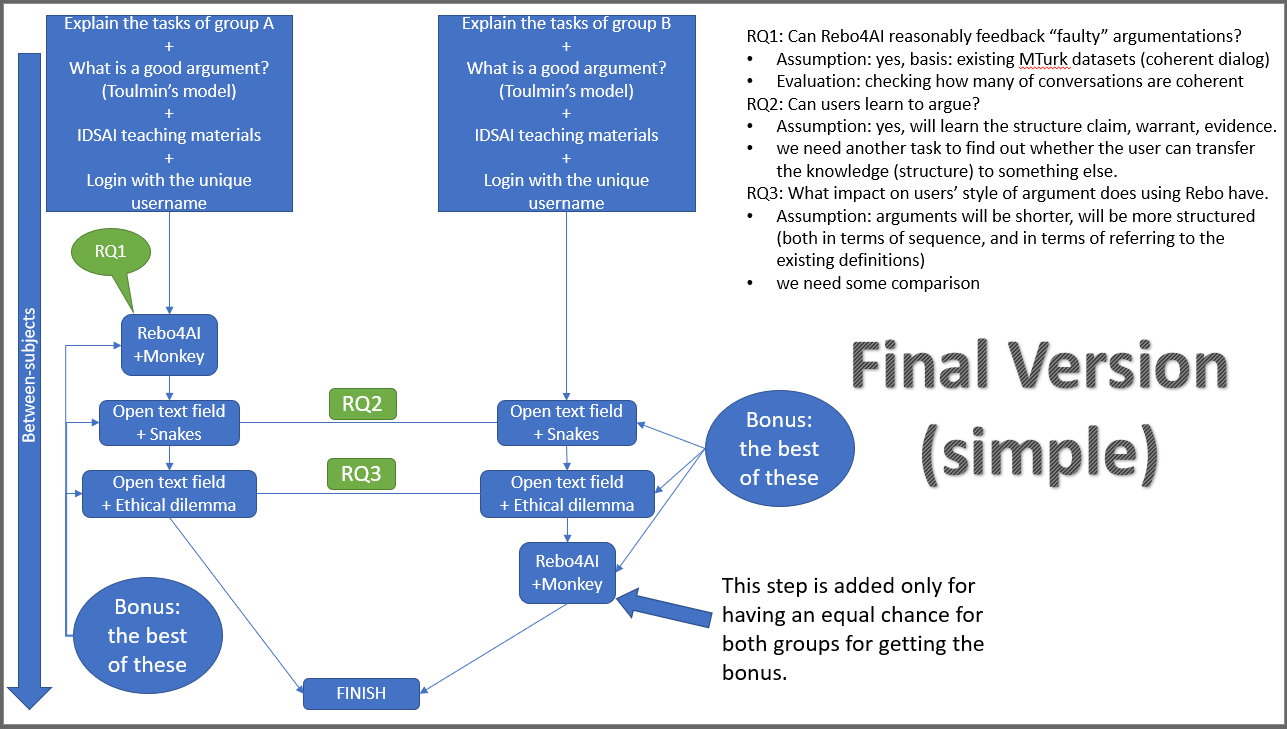 Explain the tasks of group A
+
What is a good argument?
(Toulmin's model)
+
IDSAI teaching materials
+
Login with the unique
username
Explain the tasks of group B
+
What is a good argument?
(Toulmin's model)
+
IDSAI teaching materials
+
Login with the unique
username
RQ1: Can Rebo4AI reasonably feedback “faulty” argumentations?
• Assumption: yes, basis: existing MTurk datasets (coherent dialog)
• Evaluation: checking how many of conversations are coherent
RQ2: Can users learn to argue?
• Assumption: yes, will learn the structure claim, warrant, evidence.
• we need another task to find out whether the user can transfer
the knowledge (structure) to something else.
RQ3: What impact on users’ style of argument does using Rebo have.
• Assumption: arguments will be shorter, will be more structured
(both in terms of sequence, and in terms of referring to the
existing definitions)
• we need some comparison
Between-subjects
RQ1
Rebo4AI
+Monkey
Open text field
+ Snakes
RQ2
Open text field
+ Snakes
Open text field
+ Ethical dilemma
RQ3
Open text field
+ Ethical dilemma
Rebo4AI
+Monkey
Bonus:
the best
of these
Final Version
(simple)
Bonus:
the best
of these
This step is added only for
having an equal chance for
both groups for getting the
bonus.
FINISH